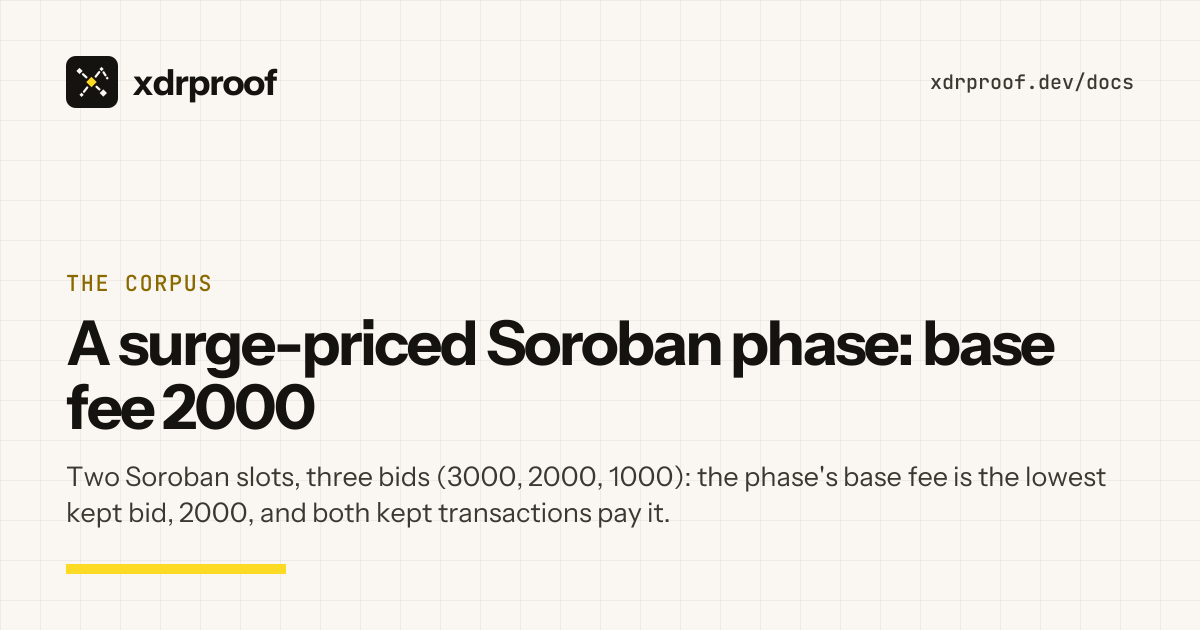 xdrproof
xdrproof.dev/docs
THE CORPUS
A surge-priced Soroban phase: base
fee 2000
Two Soroban slots, three bids (3000, 2000, 1000): the phase's base fee is the lowest
kept bid, 2000, and both kept transactions pay it.